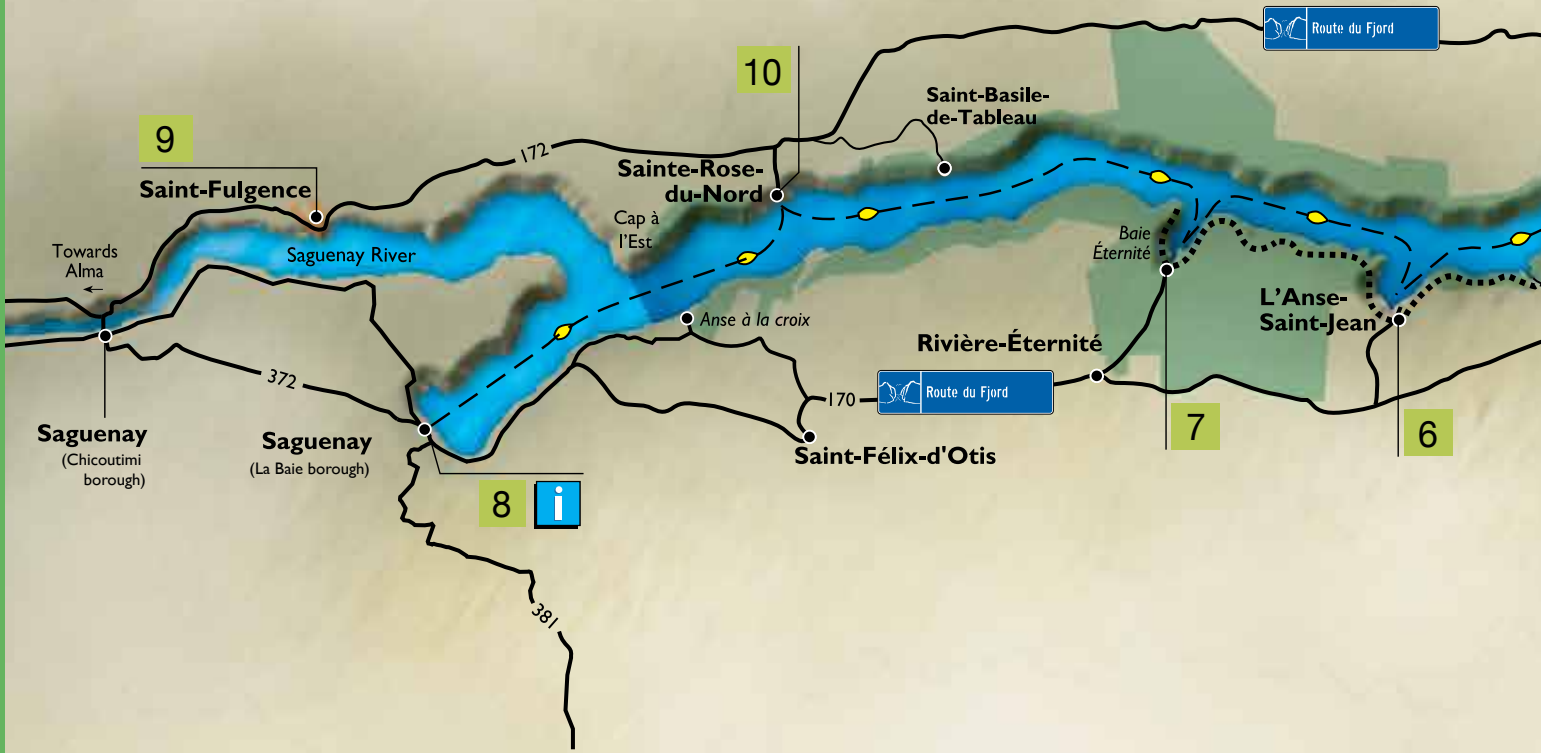 Route du Fjord
10
Saint-Basile-
de-Tableau
9
172
Sainte-Rose-
du-Nord
Saint-Fulgence
Cap à
l'Est
Towards
Alma
Saguenay River
Baie
Éternité
L'Anse-
Saint-Jean
Anse à la croix
Rivière-Éternité
372
170
Route du Fjord
Saguenay
(Chicoutimi
borough)
Saguenay
(La Baie borough)
Saint-Félix-d'Otis
7
6
8
i
381